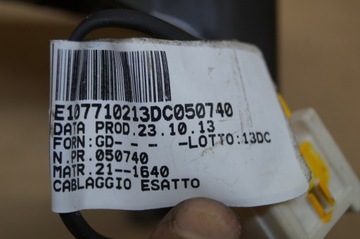 E107710213DC050740
DATA PROD.23.10.13
FORN:GD- - - -LOTTO:13DC
N.PR.050740
MATR.21--1640
CABLAGGIO ESATTO